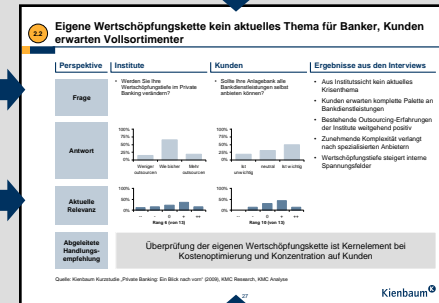 2.2
Eigene Wertschöpfungskette kein aktuelles Thema für Banker, Kunden
erwarten Vollsortimenter
Perspektive
Institute
Kunden
Ergebnisse aus den Interviews
Frage
• Werden Sie Ihre
Wertschöpfungstiefe im Private
Banking verändern?
• Sollte Ihre Anlagebank alle
Bankdienstleistungen selbst
anbieten können?
• Aus Institutssicht kein aktuelles
Krisenthema
• Kunden erwarten komplette Palette an
Bankdienstleistungen
• Bestehende Outsourcing-Erfahrungen
der Institute weitgehend positiv
• Zunehmende Komplexität verlangt
nach spezialisierten Anbietern
• Wertschöpfungstiefe steigert interne
Spannungsfelder
Antwort
100%
75%
50%
25%
0%
Weniger outsourcen
Wie bisher
Mehr outsourcen
100%
75%
50%
25%
0%
Ist unwichtig
neutral
Ist wichtig
Aktuelle
Relevanz
100%
50%
0%
-- - 0 + ++
Rang 6 (von 13)
100%
50%
0%
-- - 0 + ++
Rang 10 (von 13)
Abgeleitete
Handlungs-
empfehlung
Überprüfung der eigenen Wertschöpfungskette ist Kernelement bei
Kostenoptimierung und Konzentration auf Kunden
Quelle: Kienbaum Kurzstudie „Private Banking: Ein Blick nach vorn“ (2009), KMC Research, KMC Analyse
27
Kienbaum